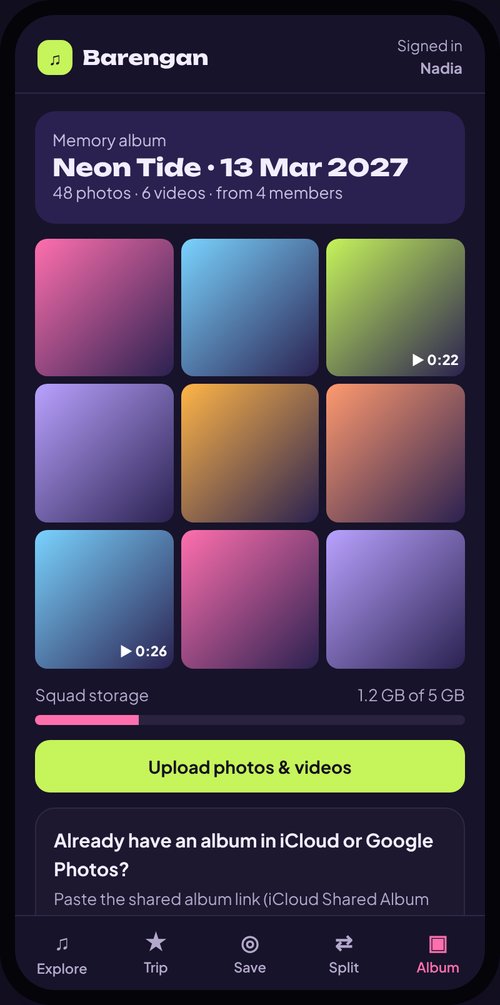 Barengan
Signed in
Nadia
Memory album
Neon Tide · 13 Mar 2027
48 photos · 6 videos · from 4 members
▶ 0:22
▶ 0:26
Squad storage
1.2 GB of 5 GB
Upload photos & videos
Already have an album in iCloud or Google
Photos?
Paste the shared album link (iCloud Shared Album
Explore
Trip
Save
Split
Album